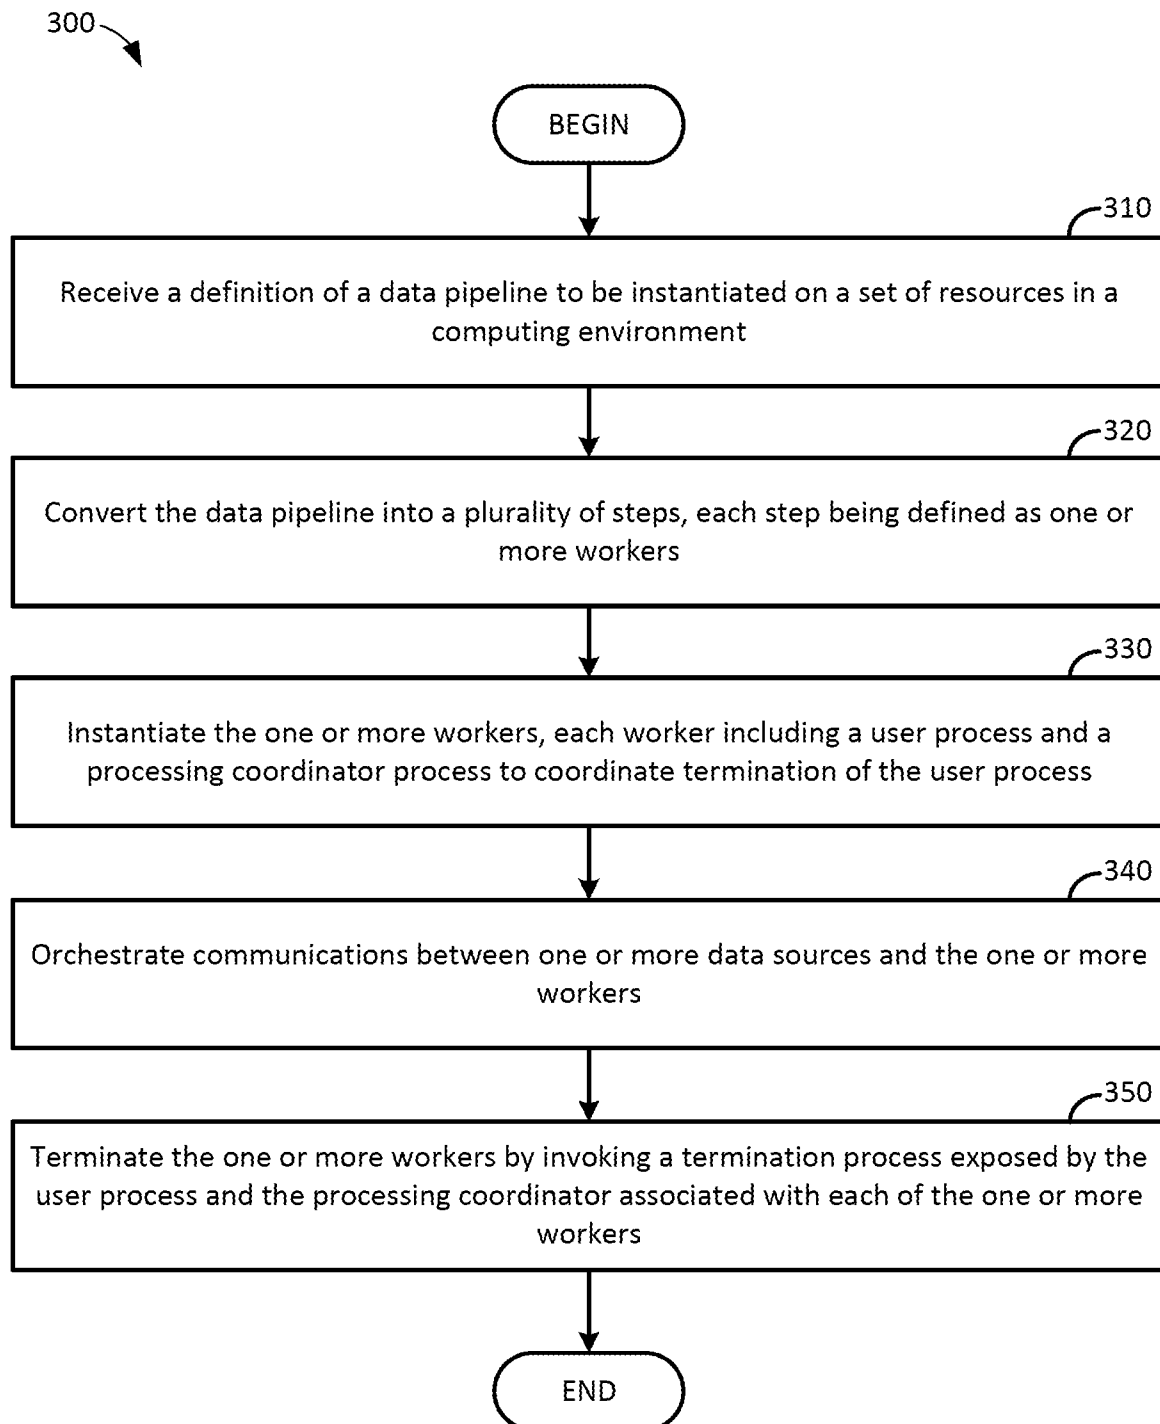 300
BEGIN
310
Receive a definition of a data pipeline to be instantiated on a set of resources in a
computing environment
320
Convert the data pipeline into a plurality of steps, each step being defined as one or
more workers
330
Instantiate the one or more workers, each worker including a user process and a
processing coordinator process to coordinate termination of the user process
340
Orchestrate communications between one or more data sources and the one or more
workers
350
Terminate the one or more workers by invoking a termination process exposed by the
user process and the processing coordinator associated with each of the one or more
workers
END